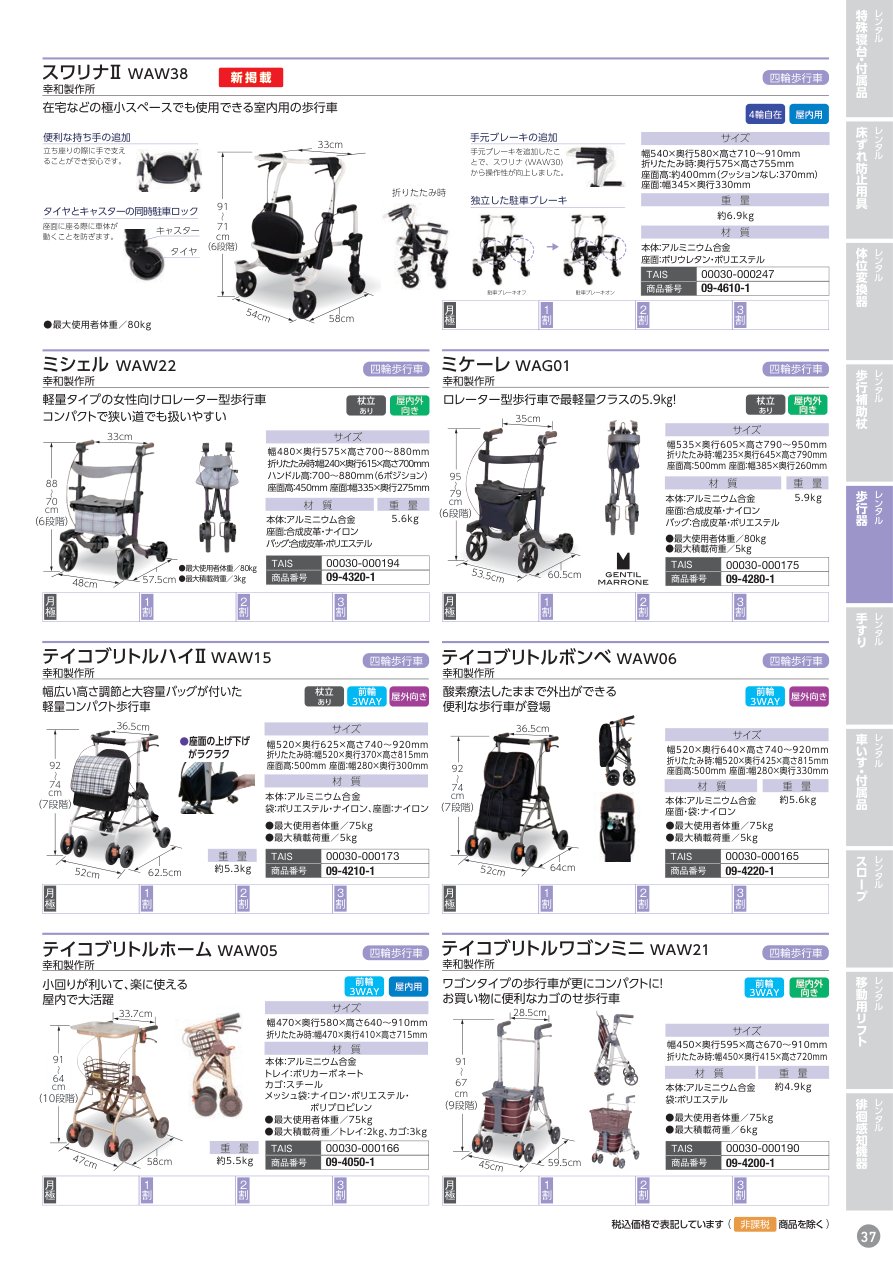 スワリナⅡ WAW38
新掲載
四輪歩行車
幸和製作所
在宅などの極小スペースでも使用できる室内用の歩行車
4輪自在
屋内用
便利な持ち手の追加
立ち座りの際に手で支え
ることができ安心です。
タイヤとキャスターの同時駐車ロック
座面に座る際に車体が
動くことを防ぎます。
キャスター
タイヤ
33cm
91
〜
71
cm
(6段階)
54cm
58cm
折りたたみ時
●最大使用者体重／80kg
手元ブレーキの追加
手元ブレーキを追加したこ
とで、スワリナ(WAW30)
から操作性が向上しました。
独立した駐車ブレーキ
駐車ブレーキオフ
駐車ブレーキオン
サイズ
幅540×奥行580×高さ710〜910mm
折りたたみ時:奥行575×高さ755mm
座面高:約400mm(クッションなし:370mm)
座面:幅345×奥行330mm
重 量
約6.9kg
材 質
本体:アルミニウム合金
座面:ポリウレタン・ポリエステル
TAIS 00030-000247
商品番号 09-4610-1
月極 1割 2割 3割
ミシェル WAW22
四輪歩行車
幸和製作所
軽量タイプの女性向けロレーター型歩行車
コンパクトで狭い道でも扱いやすい
杖立あり
屋内外向き
33cm
88
〜
70
cm
(6段階)
48cm
57.5cm
サイズ
幅480×奥行575×高さ700〜880mm
折りたたみ時:幅240×奥行615×高さ700mm
ハンドル高:700〜880mm(6ポジション)
座面高:450mm 座面:幅335×奥行275mm
材 質 重 量
本体:アルミニウム合金 5.6kg
座面:合成皮革・ナイロン
バッグ:合成皮革・ポリエステル
●最大使用者体重／80kg
●最大積載荷重／3kg
TAIS 00030-000194
商品番号 09-4320-1
月極 1割 2割 3割
ミケーレ WAG01
四輪歩行車
幸和製作所
ロレーター型歩行車で最軽量クラスの5.9kg!
杖立あり
屋内外向き
35cm
95
〜
79
cm
(6段階)
53.5cm
60.5cm
GENTIL
MARRONE
サイズ
幅535×奥行605×高さ790〜950mm
折りたたみ時:幅235×奥行645×高さ790mm
座面高:500mm 座面:幅385×奥行260mm
材 質 重 量
本体:アルミニウム合金 5.9kg
座面:合成皮革・ナイロン
バッグ:合成皮革・ポリエステル
●最大使用者体重／80kg
●最大積載荷重／5kg
TAIS 00030-000175
商品番号 09-4280-1
月極 1割 2割 3割
テイコブリトルハイⅡ WAW15
四輪歩行車
幸和製作所
幅広い高さ調節と大容量バッグが付いた
軽量コンパクト歩行車
杖立あり
前輪3WAY
屋外向き
36.5cm
92
〜
74
cm
(7段階)
52cm
62.5cm
●座面の上げ下げ
がラクラク
サイズ
幅520×奥行625×高さ740〜920mm
折りたたみ時:幅520×奥行370×高さ815mm
座面高:500mm 座面:幅280×奥行300mm
材 質
本体:アルミニウム合金
袋:ポリエステル・ナイロン、座面:ナイロン
●最大使用者体重／75kg
●最大積載荷重／5kg
重 量
約5.3kg
TAIS 00030-000173
商品番号 09-4210-1
月極 1割 2割 3割
テイコブリトルボンベ WAW06
四輪歩行車
幸和製作所
酸素療法したままで外出ができる
便利な歩行車が登場
前輪3WAY
屋外向き
36.5cm
92
〜
74
cm
(7段階)
52cm
64cm
サイズ
幅520×奥行640×高さ740〜920mm
折りたたみ時:幅520×奥行425×高さ815mm
座面高:500mm 座面:幅280×奥行330mm
材 質 重 量
本体:アルミニウム合金 約5.6kg
座面・袋:ナイロン
●最大使用者体重／75kg
●最大積載荷重／5kg
TAIS 00030-000165
商品番号 09-4220-1
月極 1割 2割 3割
テイコブリトルホーム WAW05
四輪歩行車
幸和製作所
小回りが利いて、楽に使える
屋内で大活躍
前輪3WAY
屋内用
33.7cm
91
〜
64
cm
(10段階)
47cm
58cm
サイズ
幅470×奥行580×高さ640〜910mm
折りたたみ時:幅470×奥行410×高さ715mm
材 質
本体:アルミニウム合金
トレイ:ポリカーボネート
カゴ:スチール
メッシュ袋:ナイロン・ポリエステル・
ポリプロピレン
●最大使用者体重／75kg
●最大積載荷重／トレイ:2kg、カゴ:3kg
重 量
約5.5kg
TAIS 00030-000166
商品番号 09-4050-1
月極 1割 2割 3割
テイコブリトルワゴンミニ WAW21
四輪歩行車
幸和製作所
ワゴンタイプの歩行車が更にコンパクトに!
お買い物に便利なカゴのせ歩行車
前輪3WAY
屋内外向き
28.5cm
91
〜
67
cm
(9段階)
45cm
59.5cm
サイズ
幅450×奥行595×高さ670〜910mm
折りたたみ時:幅450×奥行415×高さ720mm
材 質 重 量
本体:アルミニウム合金 約4.9kg
袋:ポリエステル
●最大使用者体重／75kg
●最大積載荷重／6kg
TAIS 00030-000190
商品番号 09-4200-1
月極 1割 2割 3割
税込価格で表記しています（ 非課税 商品を除く）
37
レンタル 特殊寝台・付属品
レンタル 床ずれ防止用具
レンタル 体位変換器
レンタル 歩行補助杖
レンタル 歩行器
レンタル 手すり
レンタル 車いす・付属品
レンタル スロープ
レンタル 移動用リフト
レンタル 徘徊感知機器